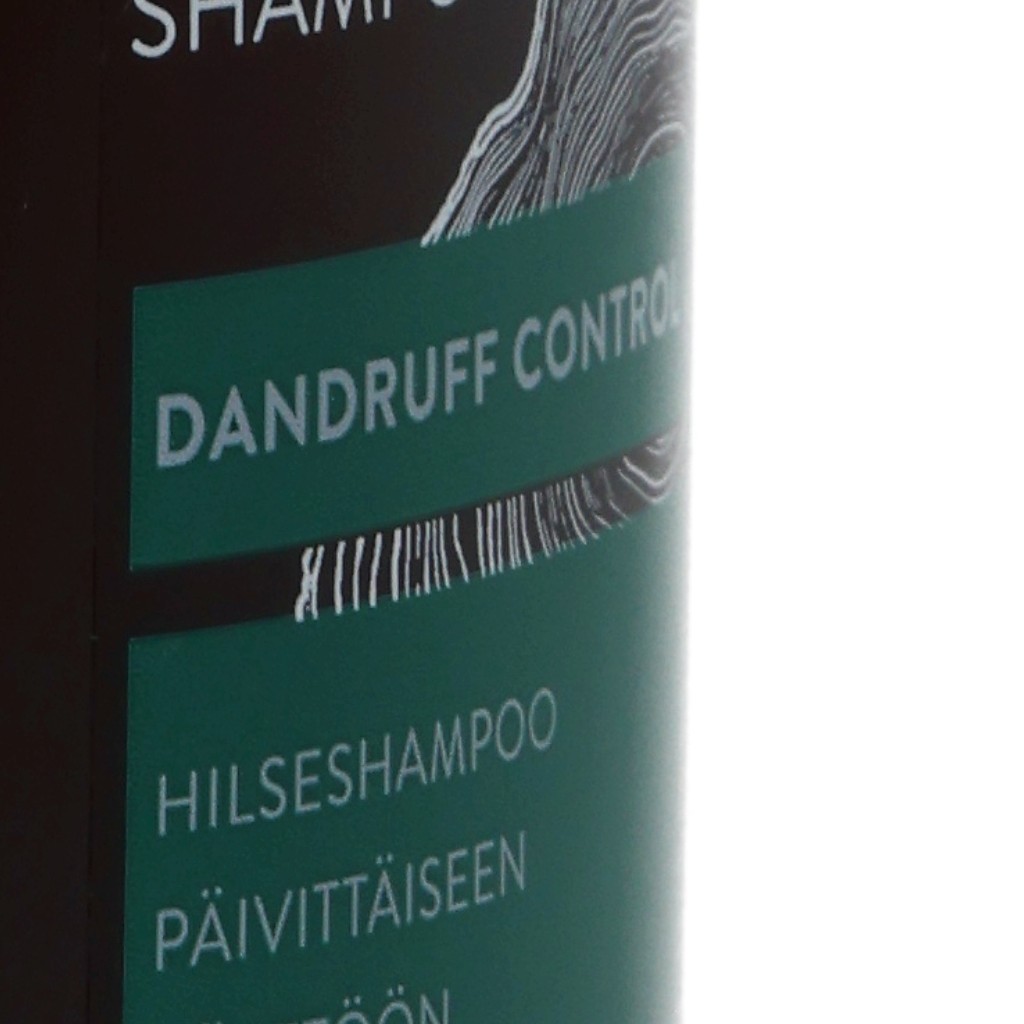 DANDRUFF CONTROL
HILSESHAMPOO
PÄIVITTÄISEEN